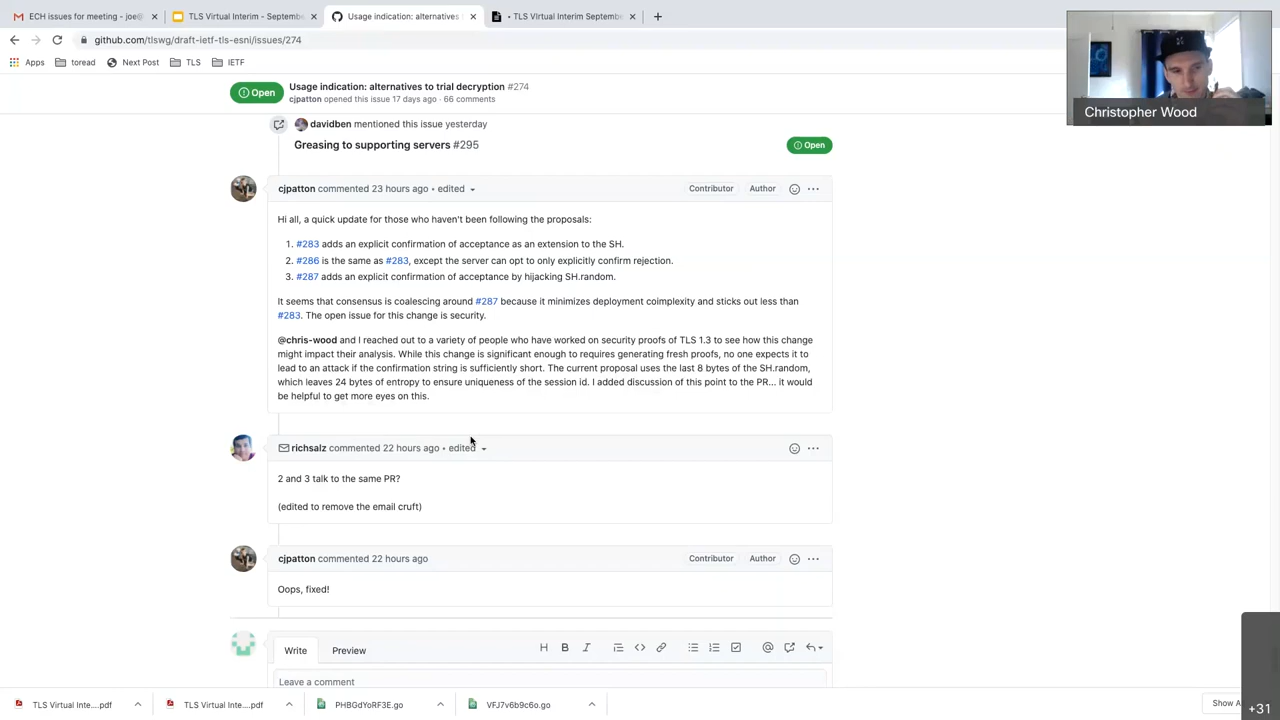 ECH issues for meeting - joe@
TLS Virtual Interim - Septembe
Usage indication: alternatives
• TLS VIrtual Interim September
github.com/tlswg/draft-ietf-tls-esni/issues/274
Apps
toread
Next Post
TLS
IETF
Christopher Wood
Open
Usage indication: alternatives to trial decryption #274
cjpatton opened this issue 17 days ago · 66 comments
davidben mentioned this issue yesterday
Greasing to supporting servers #295
Open
cjpatton commented 23 hours ago • edited
Contributor
Author
Hi all, a quick update for those who haven't been following the proposals:
1. #283 adds an explicit confirmation of acceptance as an extension to the SH.
2. #286 is the same as #283, except the server can opt to only explicitly confirm rejection.
3. #287 adds an explicit confirmation of acceptance by hijacking SH.random.
It seems that consensus is coalescing around #287 because it minimizes deployment coimplexity and sticks out less than
#283. The open issue for this change is security.
@chris-wood and I reached out to a variety of people who have worked on security proofs of TLS 1.3 to see how this change
might impact their analysis. While this change is significant enough to requires generating fresh proofs, no one expects it to
lead to an attack if the confirmation string is sufficiently short. The current proposal uses the last 8 bytes of the SH.random,
which leaves 24 bytes of entropy to ensure uniqueness of the session id. I added discussion of this point to the PR... it would
be helpful to get more eyes on this.
richsalz commented 22 hours ago • edited
2 and 3 talk to the same PR?
(edited to remove the email cruft)
cjpatton commented 22 hours ago
Contributor
Author
Oops, fixed!
Write
Preview
H B I
Leave a comment
TLS Virtual Inte....pdf
TLS Virtual Inte....pdf
PHBGdYoRF3E.go
VFJ7v6b9c6o.go
Show A
+31